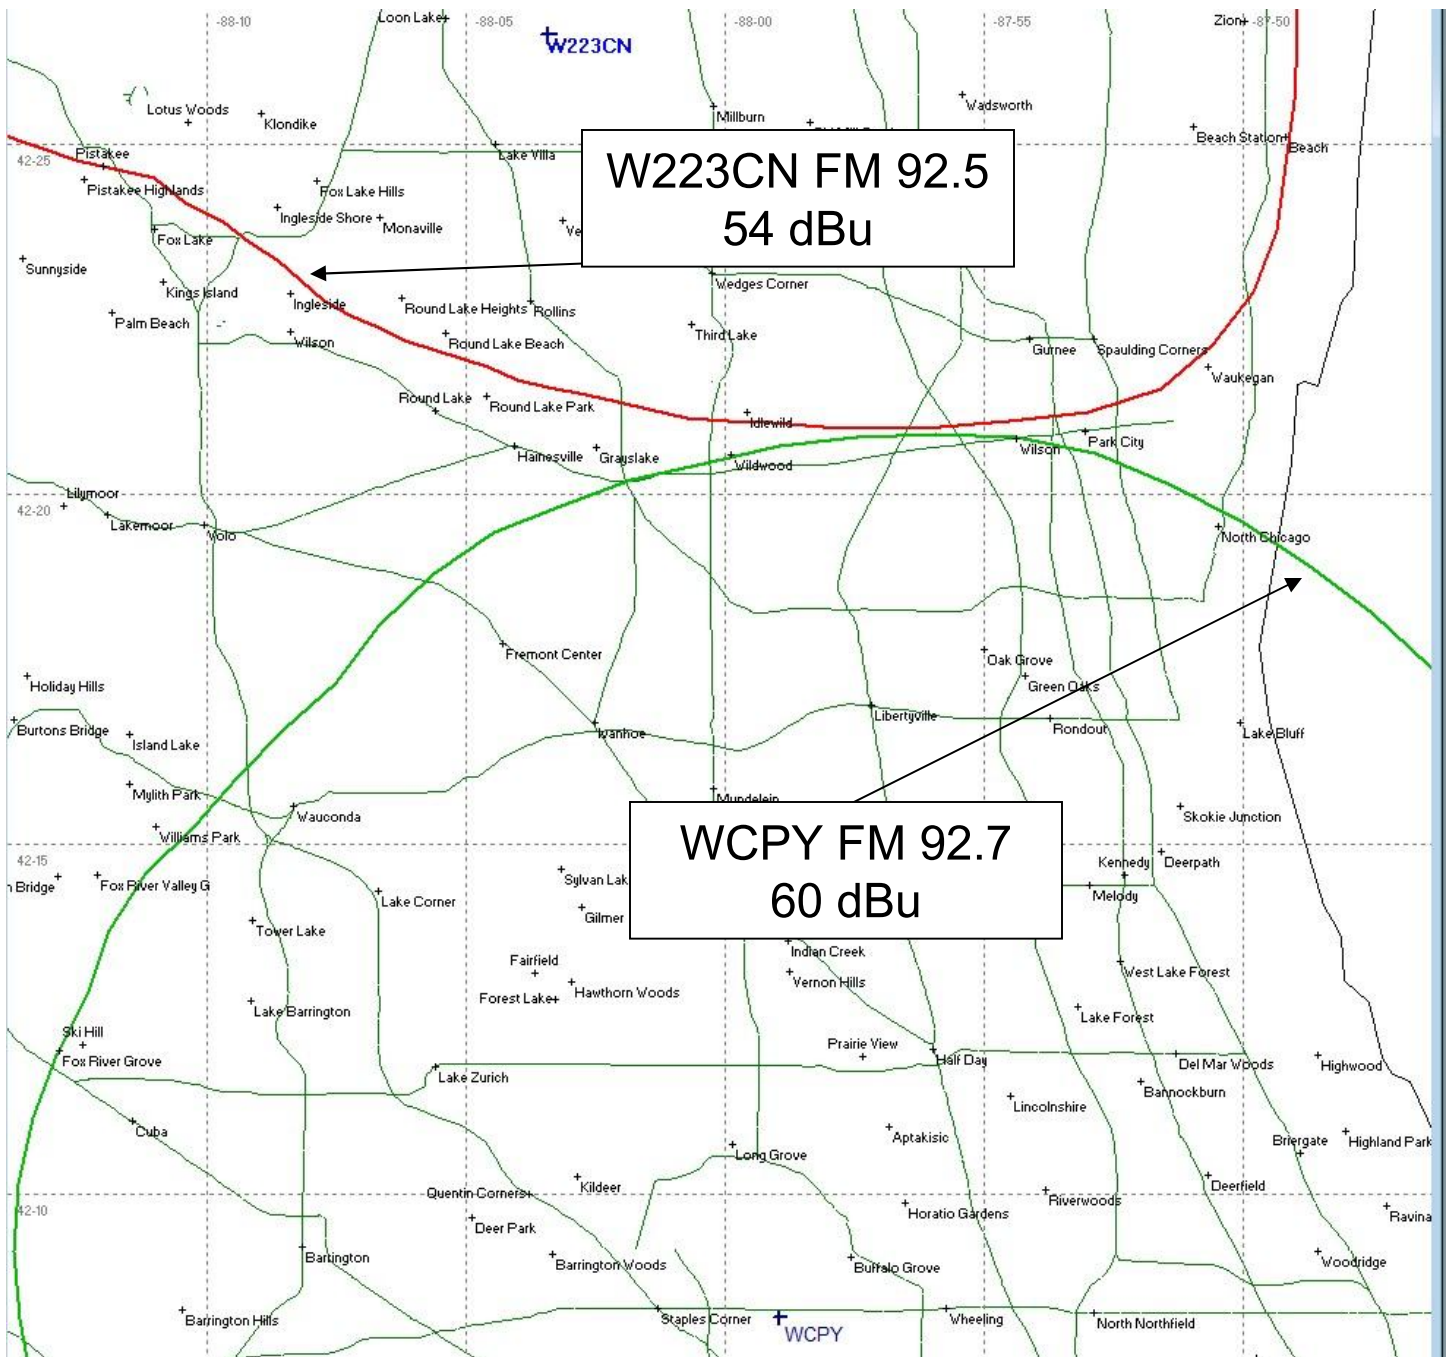 -88-10
-88-05
-88-00
-87-55
-87-50
Loon Lake
Zion
W223CN
Lotus Woods
Klondike
Millburn
Wadsworth
Beach Station
Beach
42-25
Pistakee
Lake Villa
W223CN FM 92.5
54 dBu
Pistakee Highlands
Fox Lake Hills
Ingleside Shore
Monaville
Ve
Fox Lake
Sunnyside
Kings Island
Ingleside
Round Lake Heights
Rollins
Wedges Corner
Palm Beach
Wilson
Round Lake Beach
Third Lake
Gurnee
Spaulding Corners
Waukegan
Round Lake
Round Lake Park
Idlewild
Hainesville
Grayslake
Wildwood
Wilson
Park City
Lilymoor
42-20
Lakemoor
Volo
North Chicago
Fremont Center
Oak Grove
Green Oaks
Holiday Hills
Burtons Bridge
Island Lake
Ivanhoe
Libertyville
Rondout
Lake Bluff
Mylith Park
Wauconda
Mundelein
Skokie Junction
Williams Park
WCPY FM 92.7
60 dBu
42-15
Kennedy
Deerpath
n Bridge
Fox River Valley G
Lake Corner
Sylvan Lak
Gilmer
Melody
Tower Lake
Indian Creek
Fairfield
Vernon Hills
West Lake Forest
Forest Lake
Hawthorn Woods
Lake Barrington
Lake Forest
Ski Hill
Fox River Grove
Prairie View
Half Day
Del Mar Woods
Highwood
Lake Zurich
Bannockburn
Lincolnshire
Cuba
Aptakisic
Briergate
Highland Park
Long Grove
Kildeer
Quentin Corners
Deerfield
Riverwoods
42-10
Horatio Gardens
Ravina
Deer Park
Barrington
Barrington Woods
Buffalo Grove
Woodridge
Barrington Hills
Staples Corner
WCPY
Wheeling
North Northfield